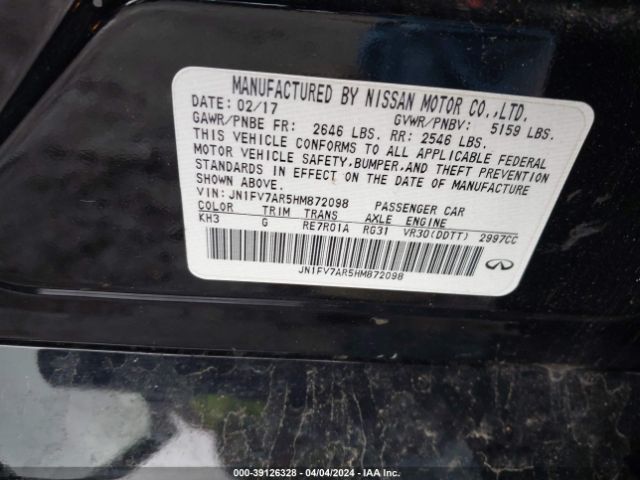 MANUFACTURED BY NISSAN MOTOR CO.,LTD.
DATE: 02/17 GVWR/PNBV: 5159 LBS.
GAWR/PNBE FR: 2646 LBS. RR: 2546 LBS.
THIS VEHICLE CONFORMS TO ALL APPLICABLE FEDERAL
MOTOR VEHICLE SAFETY,BUMPER,AND THEFT PREVENTION
STANDARDS IN EFFECT ON THE DATE OF MANUFACTURE
SHOWN ABOVE.
VIN: JN1FV7AR5HM872098 PASSENGER CAR
COLOR TRIM TRANS AXLE ENGINE
KH3 G RE7R01A RG31 VR30(DDTT) 2997CC
JN1FV7AR5HM872098
000-39126328 - 04/04/2024 - IAA Inc.